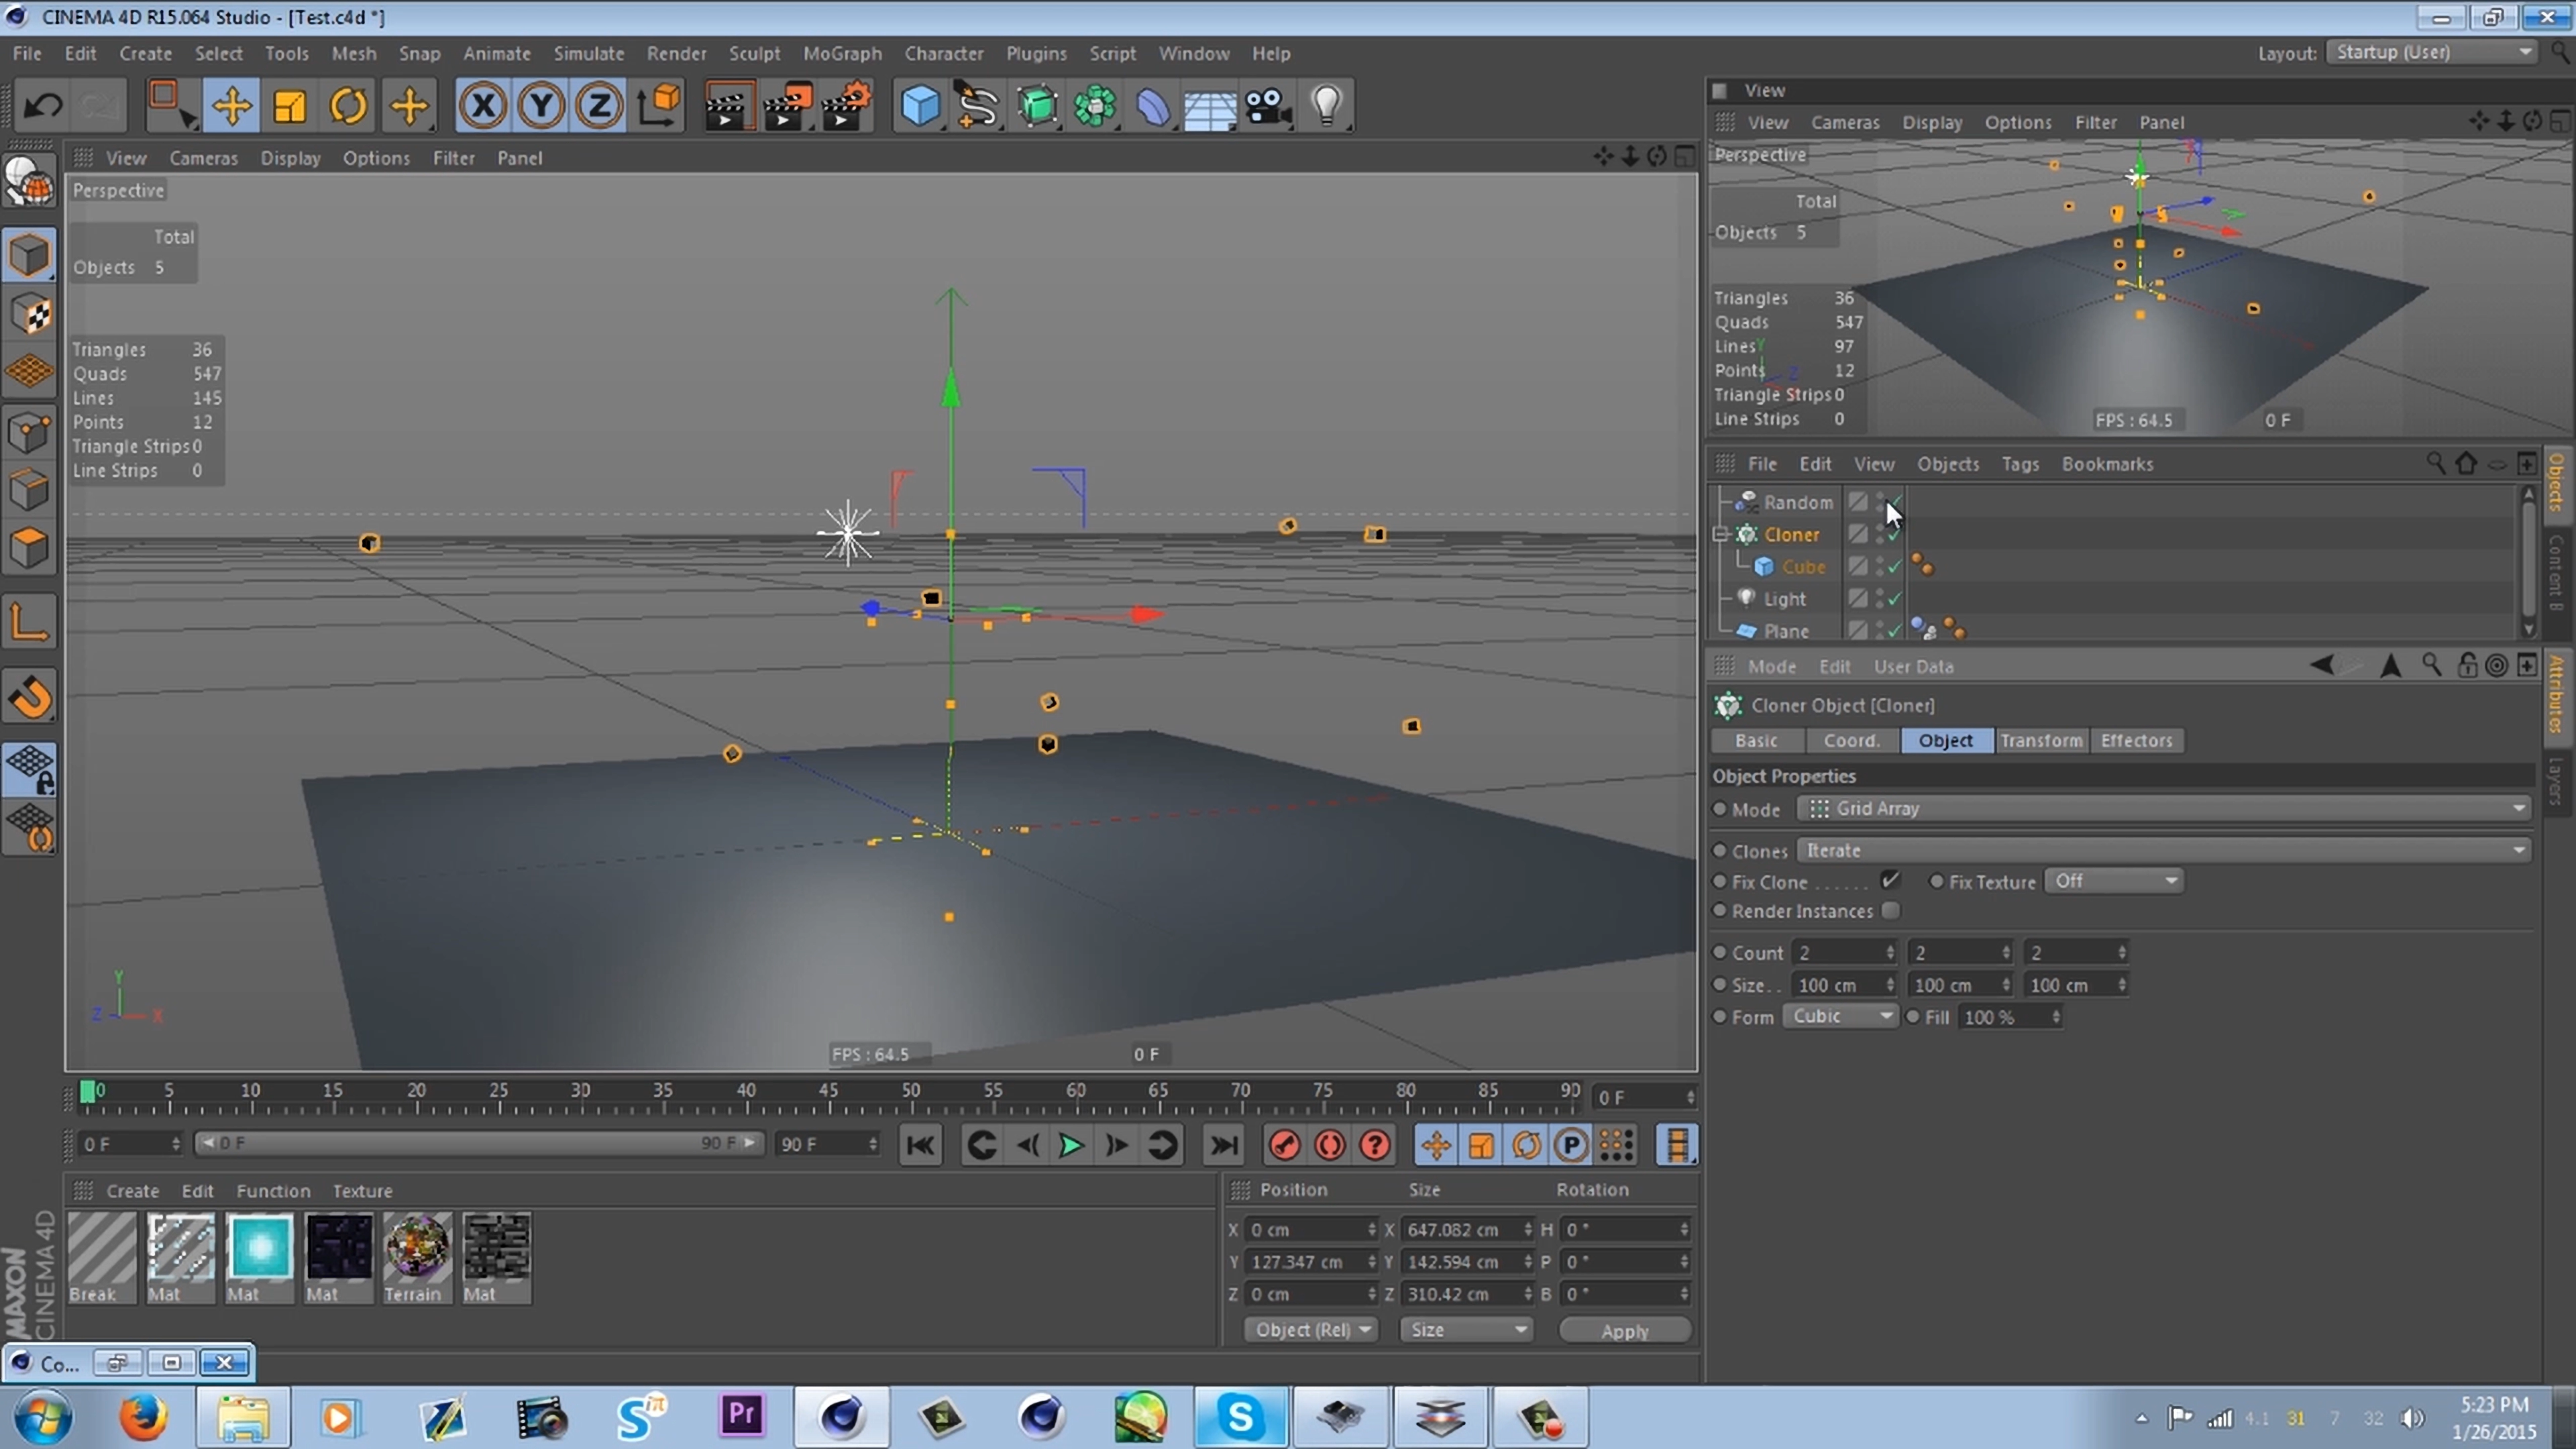 CINEMA 4D R15.064 Studio - [Test.c4d *]
File Edit Create Select Tools Mesh Snap Animate Simulate Render Sculpt MoGraph Character Plugins Script Window Help
Layout: Startup (User)
X Y Z
View Cameras Display Options Filter Panel
Perspective
Total
Objects 5
Triangles 36
Quads 547
Lines 145
Points 12
Triangle Strips 0
Line Strips 0
Y
Z X
FPS : 64.5 0 F
View
View Cameras Display Options Filter Panel
Perspective
Total
Objects 5
Triangles 36
Quads 547
Lines 97
Points 12
Triangle Strips 0
Line Strips 0
Y
Z
FPS : 64.5 0 F
File Edit View Objects Tags Bookmarks
Random
Cloner
Cube
Light
Plane
Objects
Content B
Mode Edit User Data
Attributes
Layers
Cloner Object [Cloner]
Basic Coord. Object Transform Effectors
Object Properties
Mode Grid Array
Clones Iterate
Fix Clone . . . . . . Fix Texture Off
Render Instances
Count 2 2 2
Size . . 100 cm 100 cm 100 cm
Form Cubic Fill 100 %
0 5 10 15 20 25 30 35 40 45 50 55 60 65 70 75 80 85 90 0 F
0 F 0 F 90 F 90 F
? P
Create Edit Function Texture
Break Mat Mat Mat Terrain Mat
Position Size Rotation
X 0 cm X 647.082 cm H 0 °
Y 127.347 cm Y 142.594 cm P 0 °
Z 0 cm Z 310.42 cm B 0 °
Object (Rel) Size Apply
MAXON
CINEMA 4D
Co...
Pr
S
4.1 31 7 32
5:23 PM
1/26/2015